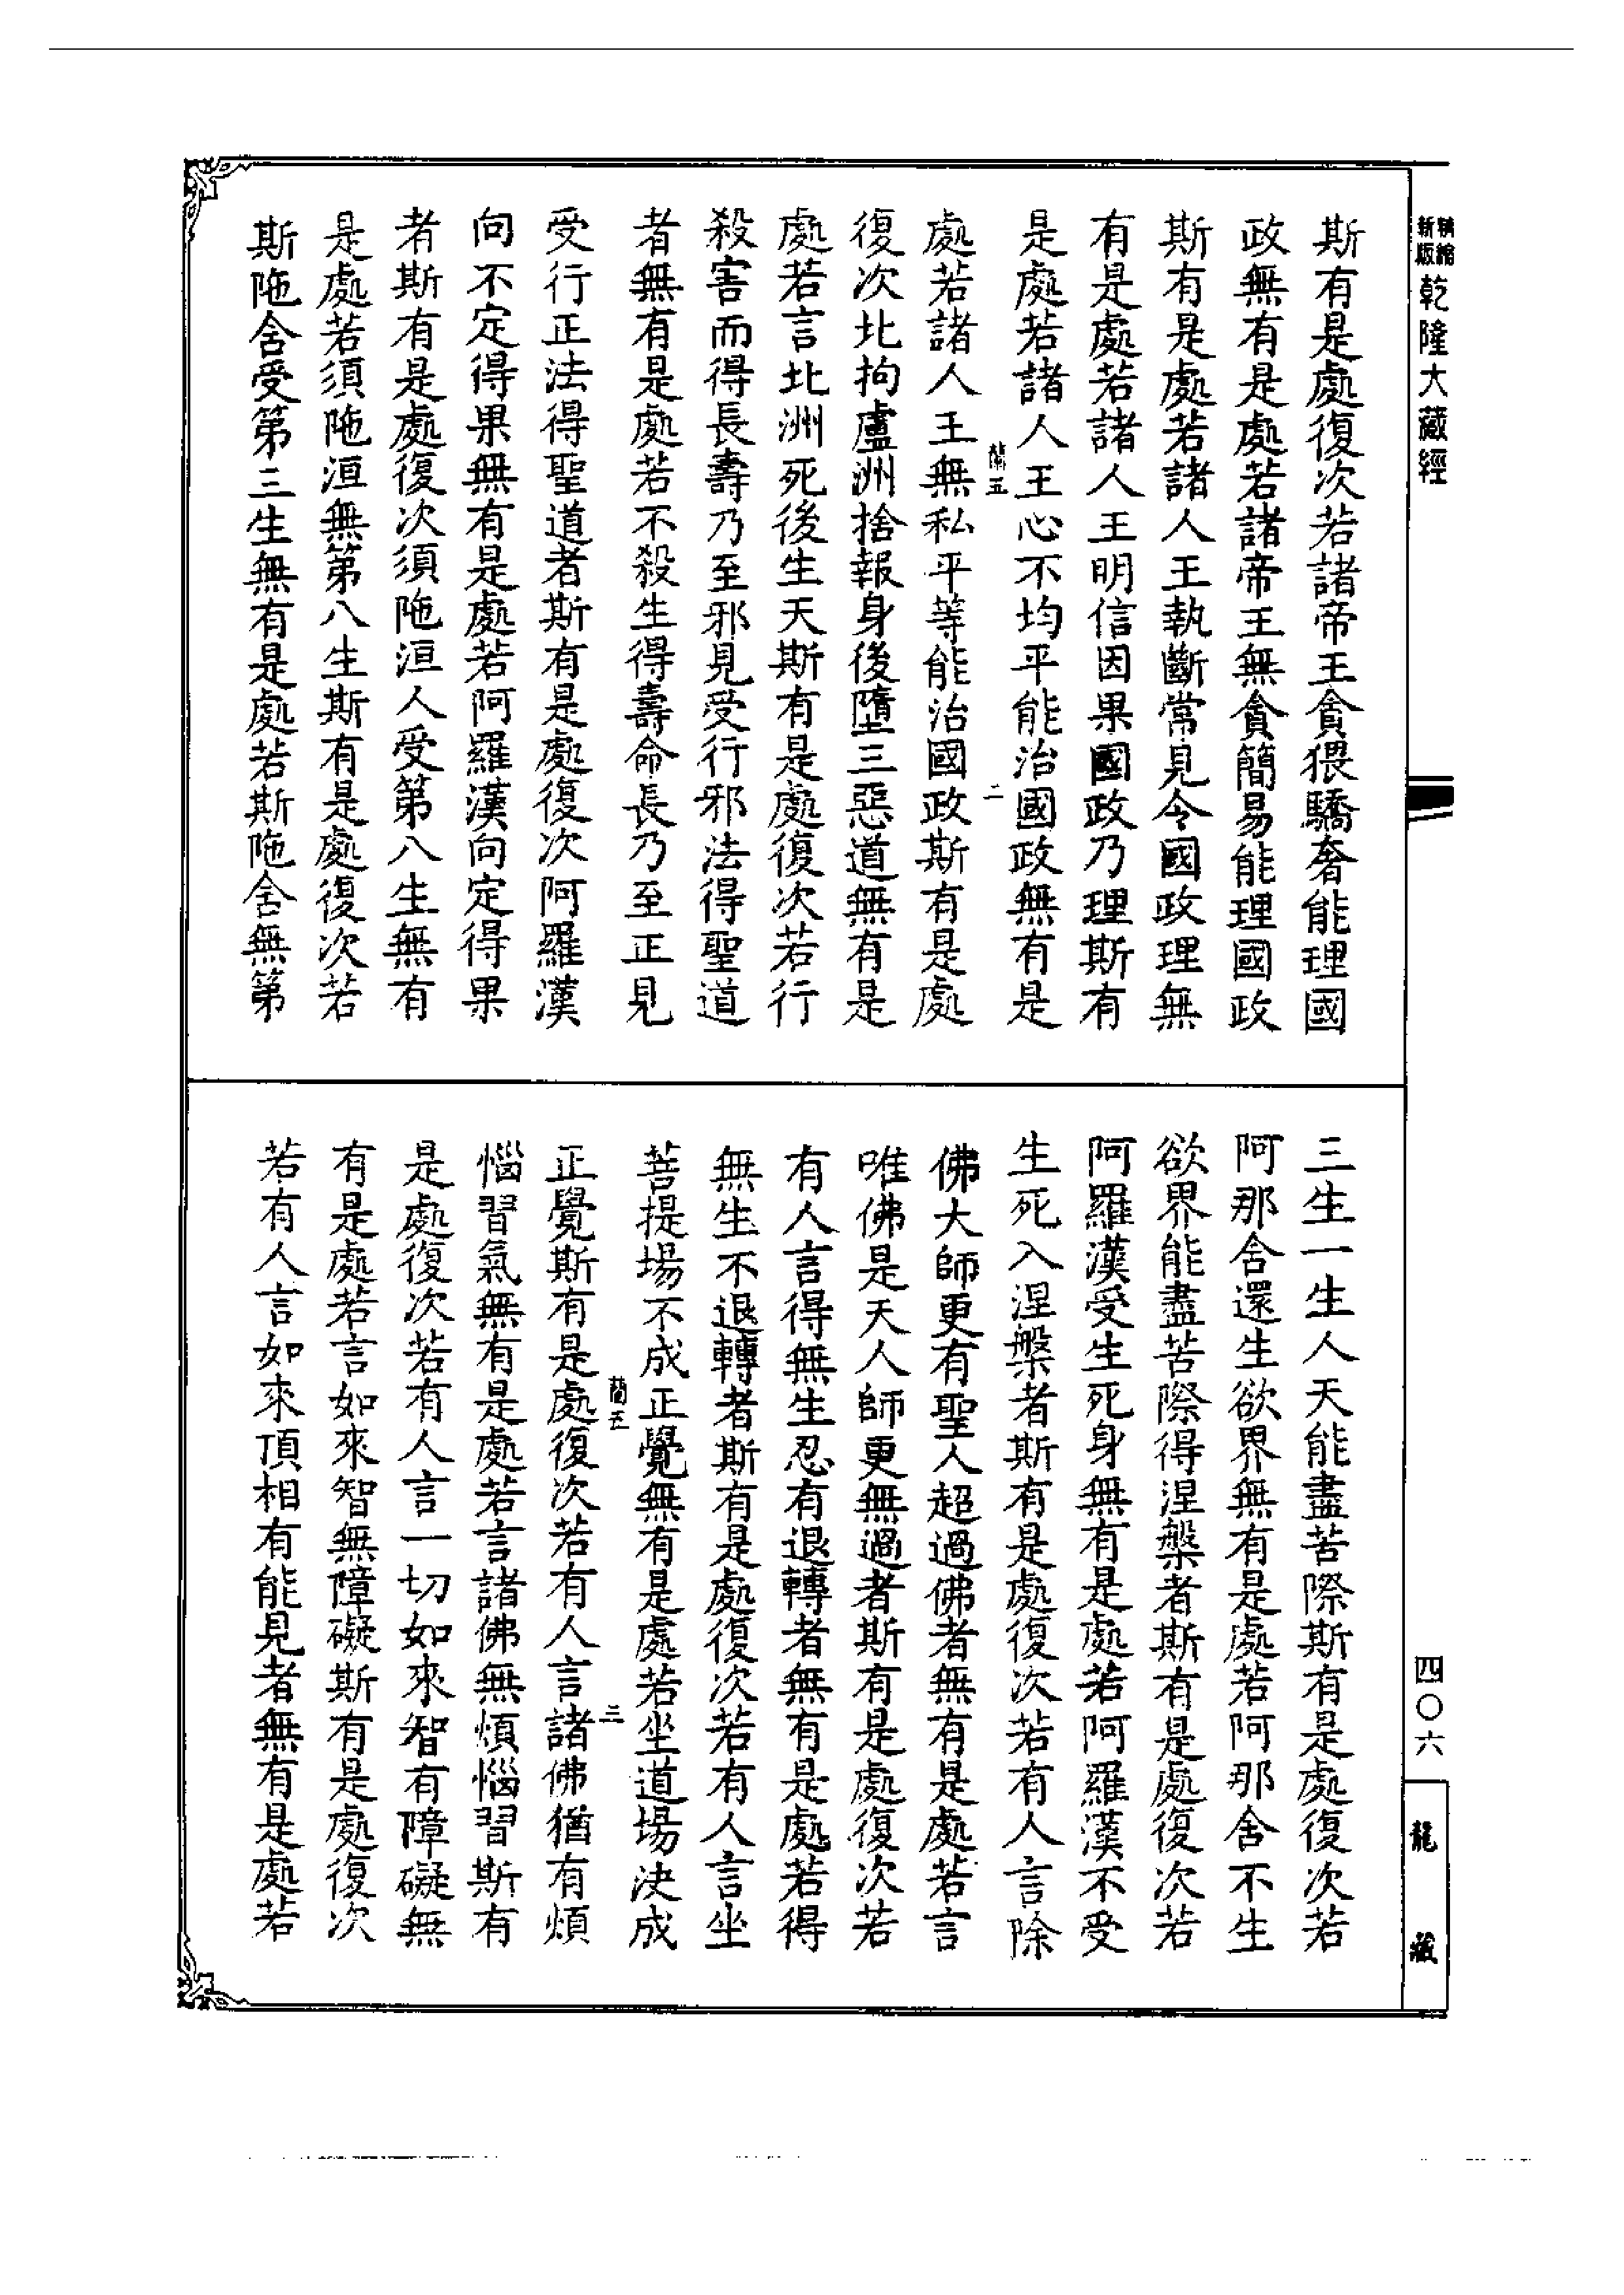 精縮
新版
乾隆大藏經
斯有是處復次若諸帝王貪猥驕奢能理國
政無有是處若諸帝王無貪簡易能理國政
斯有是處若諸人王執斷常見令國政理無
有是處若諸人王明信因果國政乃理斯有
是處若諸人王心不均平能治國政無有是
蘭五
二
處若諸人王無私平等能治國政斯有是處
復次北拘盧洲捨報身後墮三惡道無有是
處若言北洲死後生天斯有是處復次若行
殺害而得長壽乃至邪見受行邪法得聖道
者無有是處若不殺生得壽命長乃至正見
受行正法得聖道者斯有是處復次阿羅漢
向不定得果無有是處若阿羅漢向定得果
者斯有是處復次須陁洹人受第八生無有
是處若須陁洹無第八生斯有是處復次若
斯陁舍受第三生無有是處若斯陁舍無第
三生一生人天能盡苦際斯有是處復次若
阿那舍還生欲界無有是處若阿那舍不生
欲界能盡苦際得涅槃者斯有是處復次若
阿羅漢受生死身無有是處若阿羅漢不受
生死入涅槃者斯有是處復次若有人言除
佛大師更有聖人超過佛者無有是處若言
唯佛是天人師更無過者斯有是處復次若
有人言得無生忍有退轉者無有是處若得
無生不退轉者斯有是處復次若有人言坐
菩提場不成正覺無有是處若坐道場決成
蘭五
三
正覺斯有是處復次若有人言諸佛猶有煩
惱習氣無有是處若言諸佛無煩惱習斯有
是處復次若有人言一切如來智有障礙無
有是處若言如來智無障礙斯有是處復次
若有人言如來頂相有能見者無有是處若
四〇六
龍藏